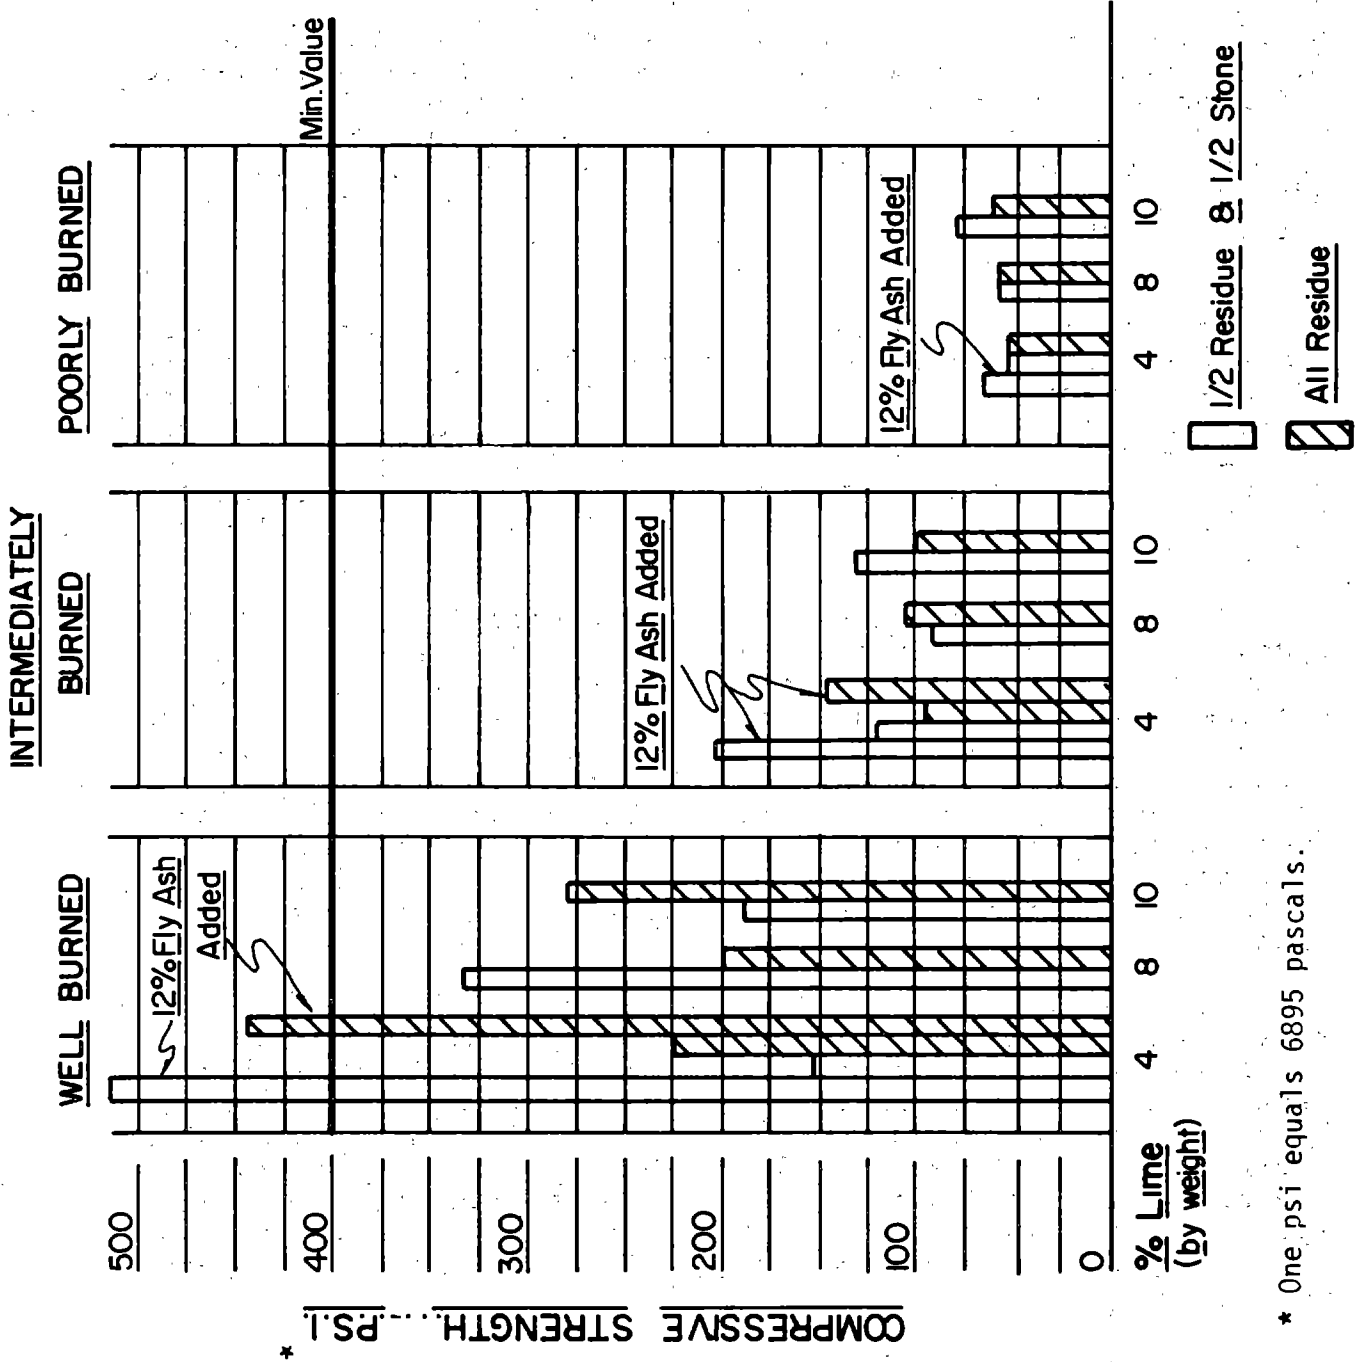 WELL BURNED
INTERMEDIATELY
BURNED
POORLY BURNED
12% Fly Ash
Added
12% Fly Ash Added
12% Fly Ash Added
Min. Value
500
400
300
200
100
0
COMPRESSIVE STRENGTH.....P.S.I.*
% Lime
(by weight)
4
8
10
4
8
10
4
8
10
1/2 Residue & 1/2 Stone
All Residue
* One psi equals 6895 pascals.